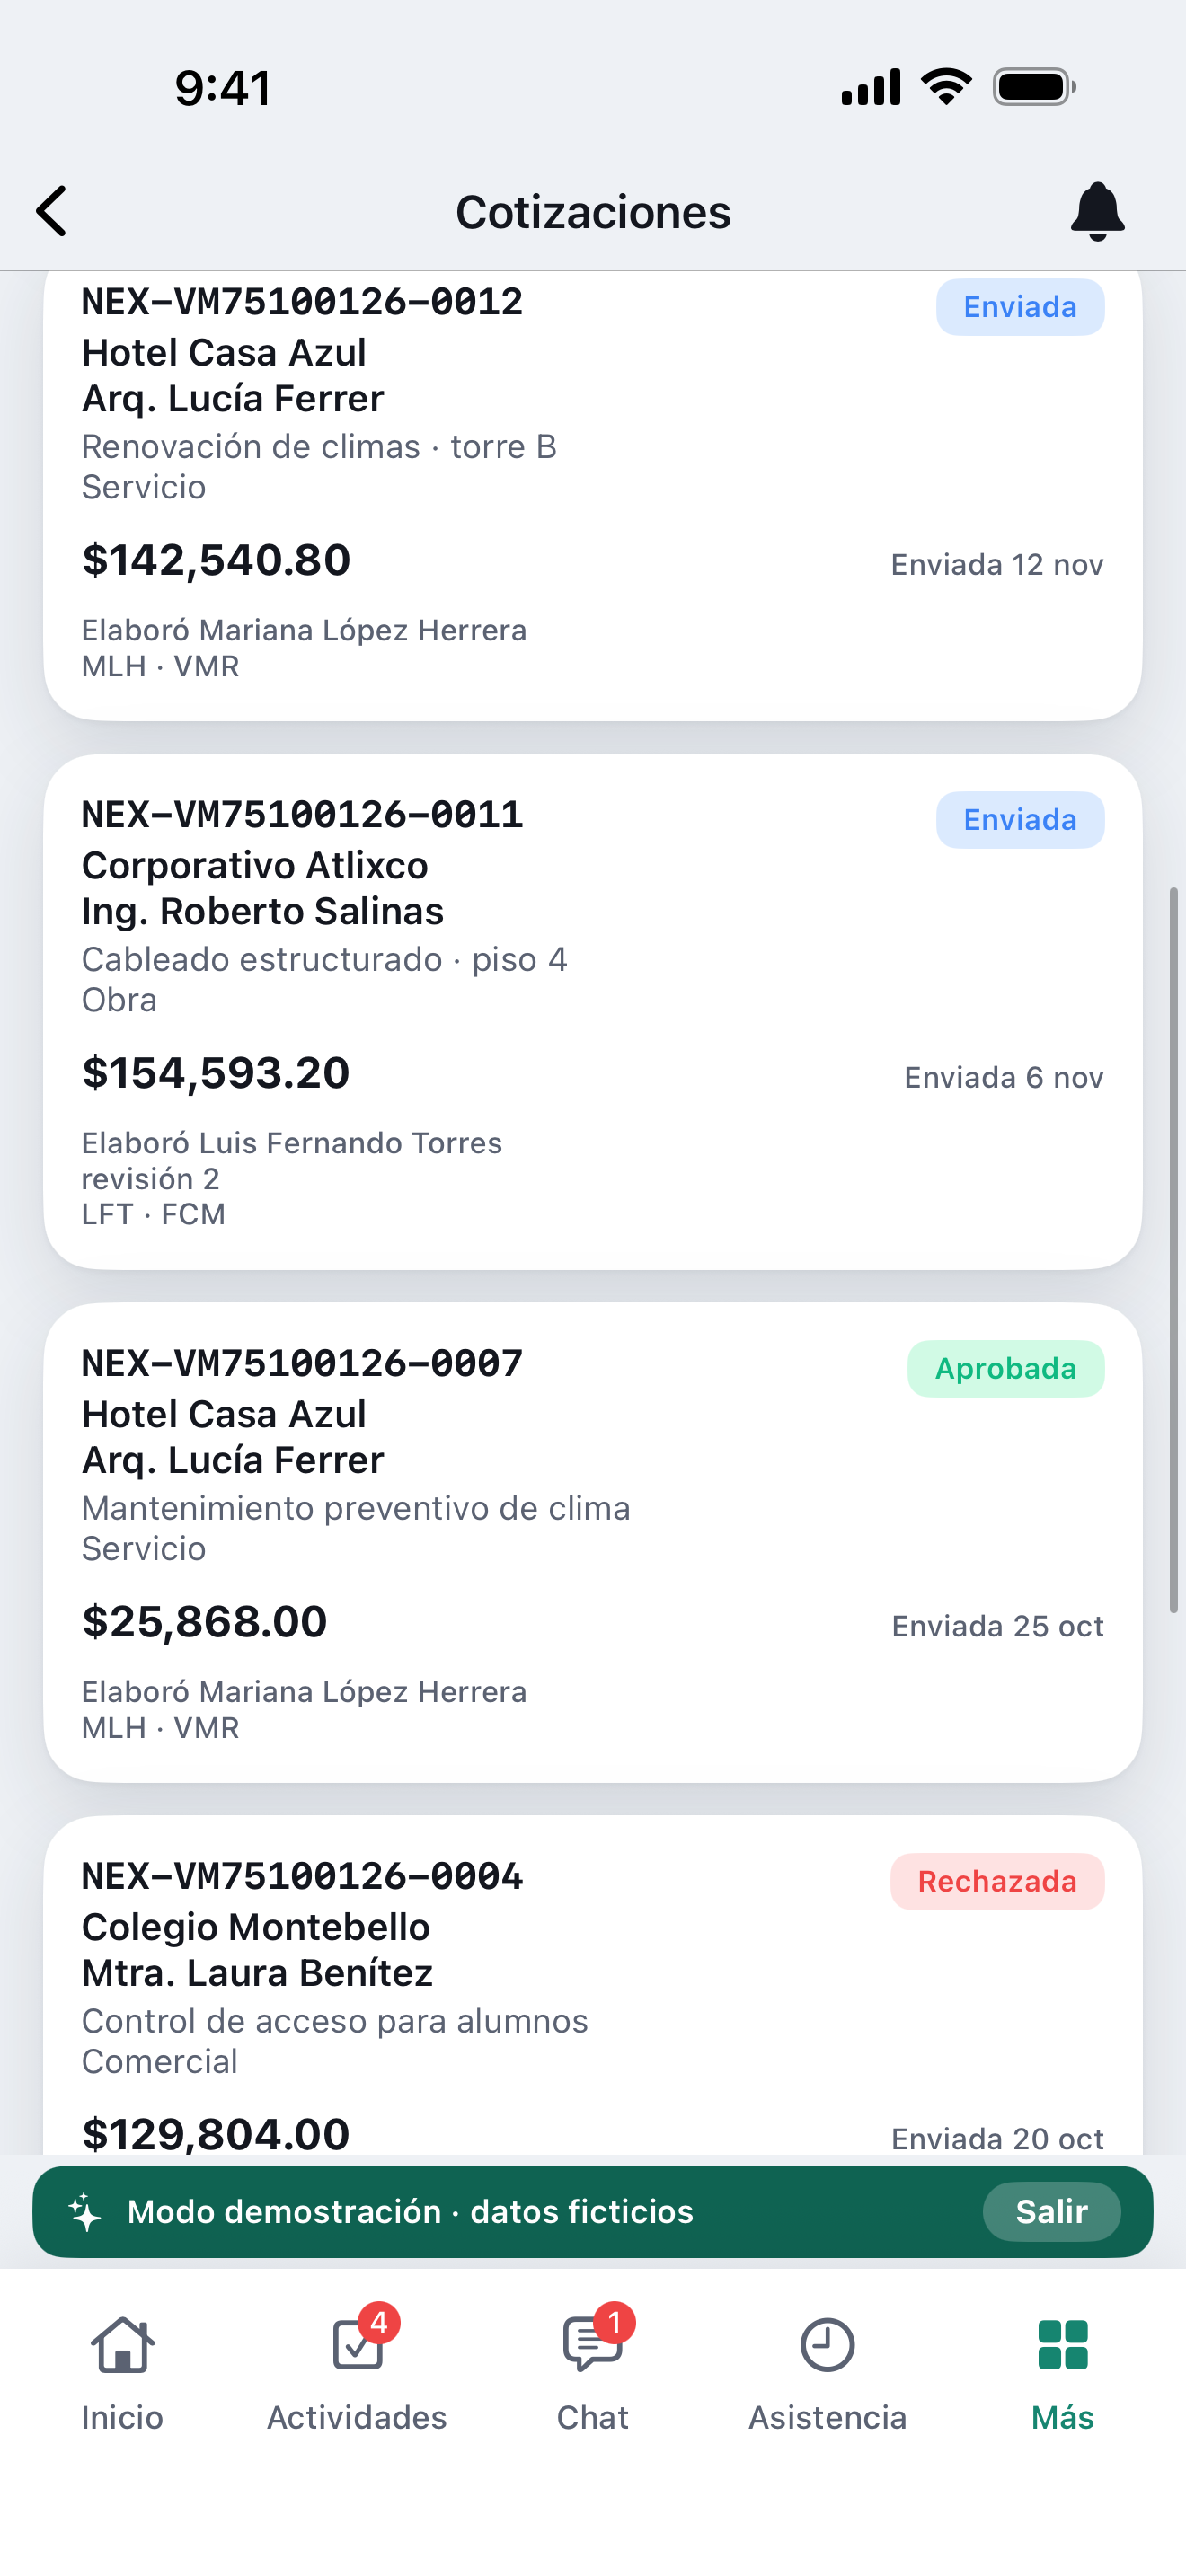 9:41
Cotizaciones
NEX-VM75100126-0012
Enviada
Hotel Casa Azul
Arq. Lucía Ferrer
Renovación de climas · torre B
Servicio
$142,540.80
Enviada 12 nov
Elaboró Mariana López Herrera
MLH · VMR
NEX-VM75100126-0011
Enviada
Corporativo Atlixco
Ing. Roberto Salinas
Cableado estructurado · piso 4
Obra
$154,593.20
Enviada 6 nov
Elaboró Luis Fernando Torres
revisión 2
LFT · FCM
NEX-VM75100126-0007
Aprobada
Hotel Casa Azul
Arq. Lucía Ferrer
Mantenimiento preventivo de clima
Servicio
$25,868.00
Enviada 25 oct
Elaboró Mariana López Herrera
MLH · VMR
NEX-VM75100126-0004
Rechazada
Colegio Montebello
Mtra. Laura Benítez
Control de acceso para alumnos
Comercial
$129,804.00
Enviada 20 oct
Modo demostración · datos ficticios
Salir
4
1
Inicio
Actividades
Chat
Asistencia
Más